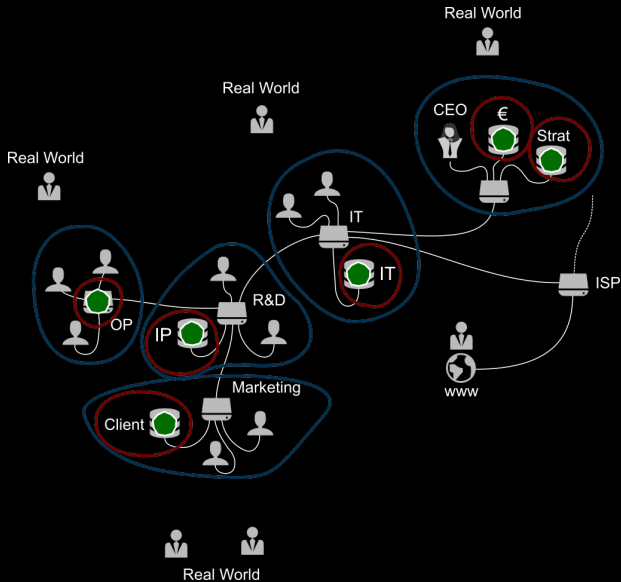 Real World
Real World
Real World
CEO
€
Strat
IT
IT
ISP
R&D
OP
IP
www
Marketing
Client
Real World